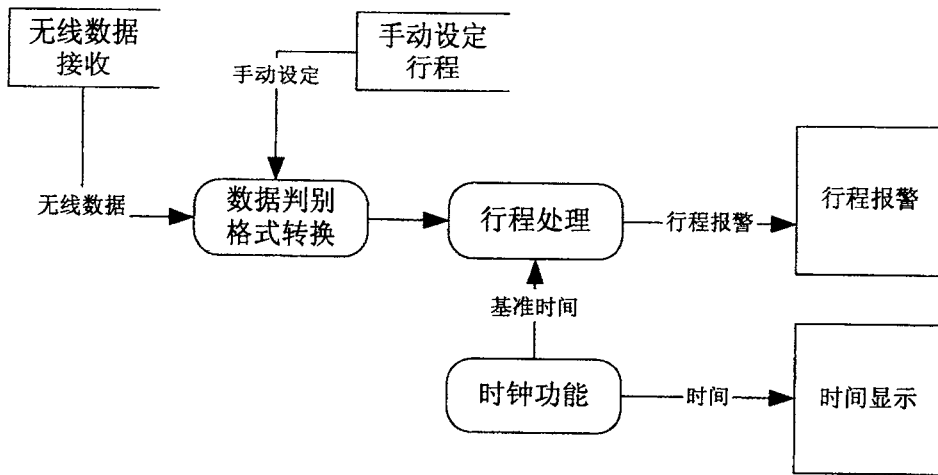 无线数据
接收
手动设定
行程
手动设定
无线数据
数据判别
格式转换
行程处理
行程报警
行程报警
基准时间
时钟功能
时间
时间显示